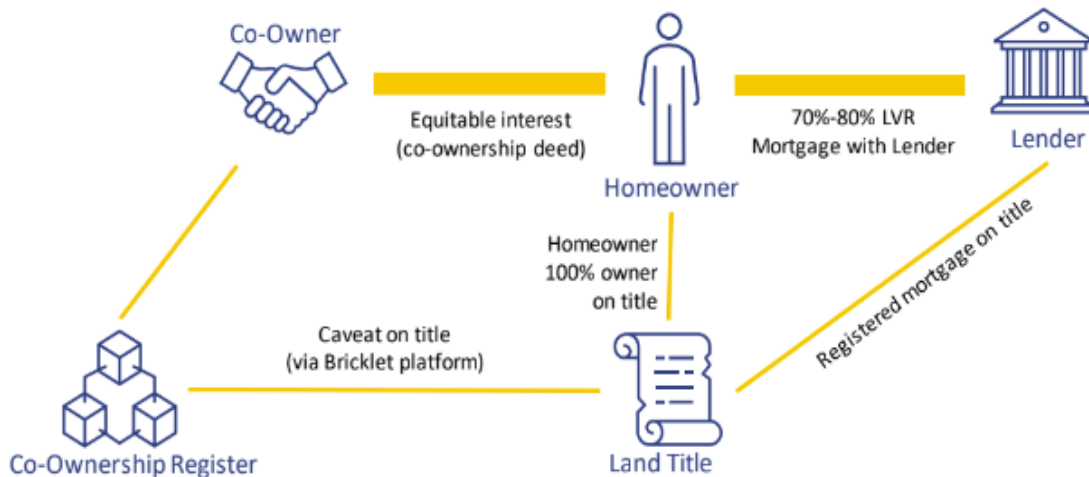 Co-Owner
Equitable interest
(co-ownership deed)
Homeowner
70%-80% LVR
Mortgage with Lender
Lender
Homeowner
100% owner
on title
Registered mortgage on title
Caveat on title
(via Bricklet platform)
Co-Ownership Register
Land Title